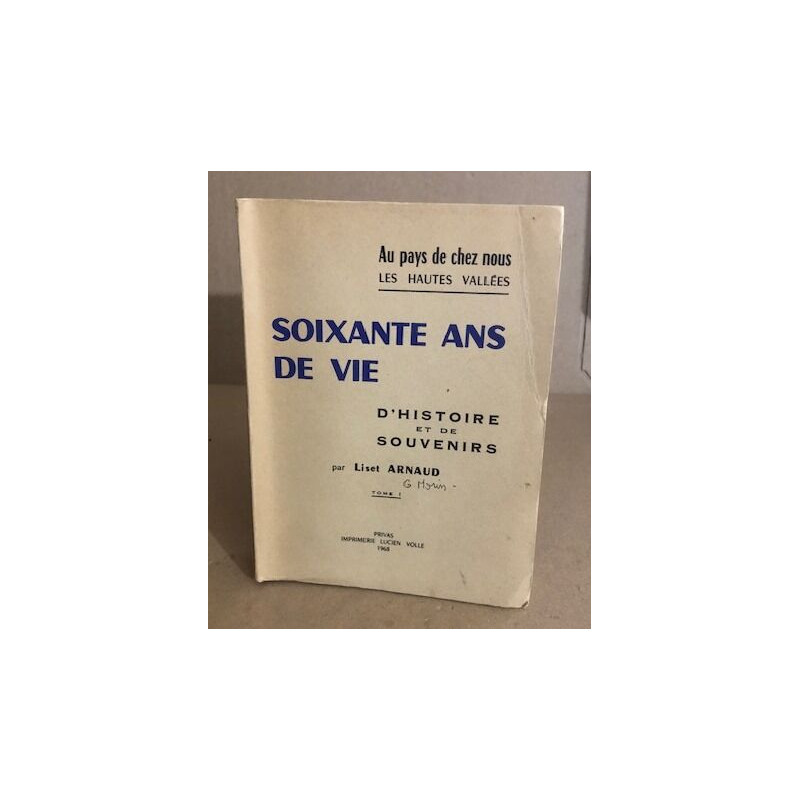 Au pays de chez nous
LES HAUTES VALLÉES
SOIXANTE ANS
DE VIE
D'HISTOIRE
ET DE
SOUVENIRS
par Liset ARNAUD
G
TOME I
PRIVAS
IMPRIMERIE LUCIEN VOLLE
1968